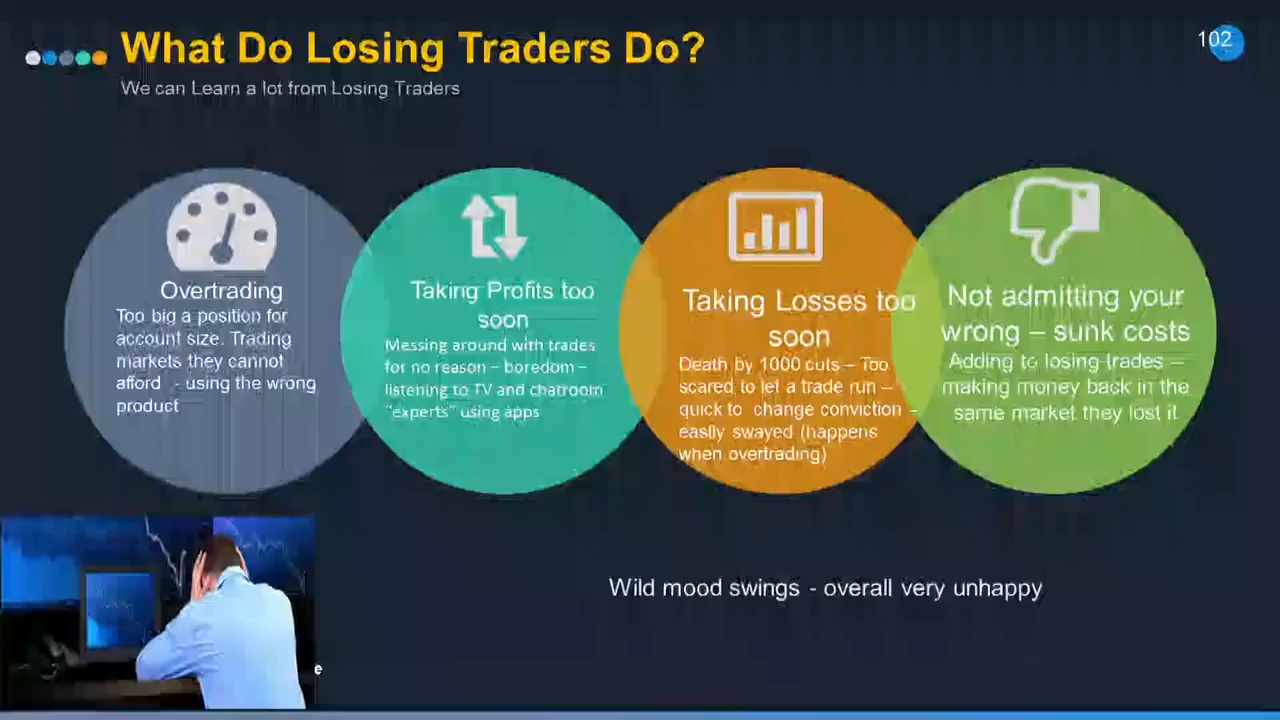 What Do Losing Traders Do?
102
We can Learn a lot from Losing Traders
Overtrading
Too big a position for
account size. Trading
markets they cannot
afford - using the wrong
product
Taking Profits too
soon
Messing around with trades
for no reason – boredom –
listening to TV and chatroom
"experts" using apps
Taking Losses too
soon
Death by 1000 cuts – Too
scared to let a trade run –
quick to change conviction –
easily swayed (happens
when overtrading)
Not admitting your
wrong – sunk costs
Adding to losing trades –
making money back in the
same market they lost it
Wild mood swings - overall very unhappy
e